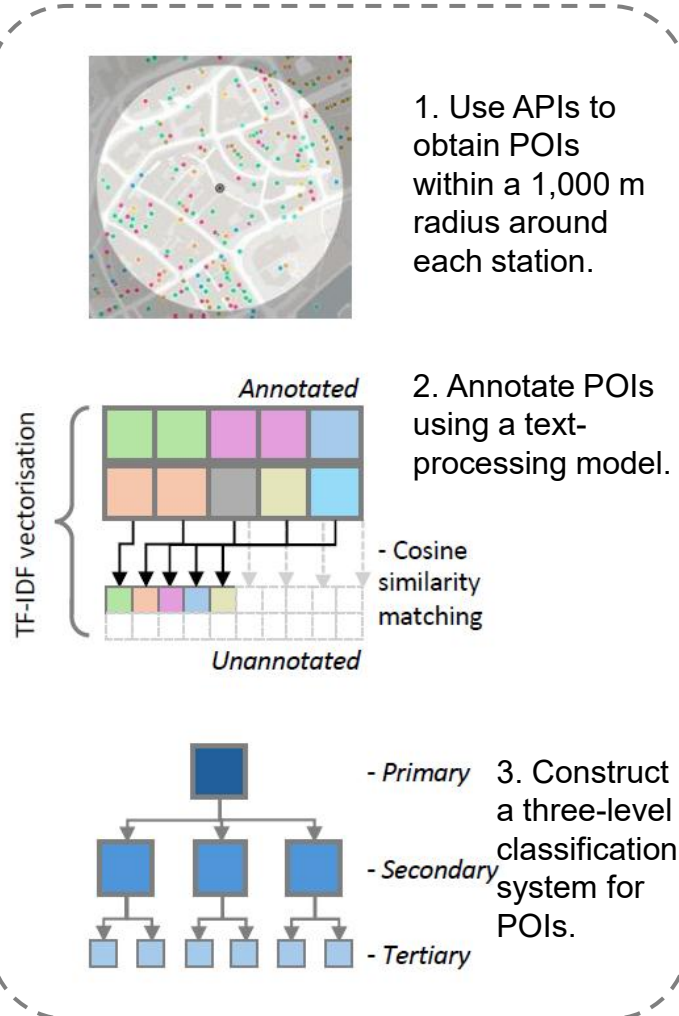 1. Use APIs to
obtain POIs
within a 1,000 m
radius around
each station.
Annotated
2. Annotate POIs
using a text-
processing model.
TF-IDF vectorisation
- Cosine
similarity
matching
Unannotated
- Primary
- Secondary
- Tertiary
3. Construct
a three-level
classification
system for
POIs.